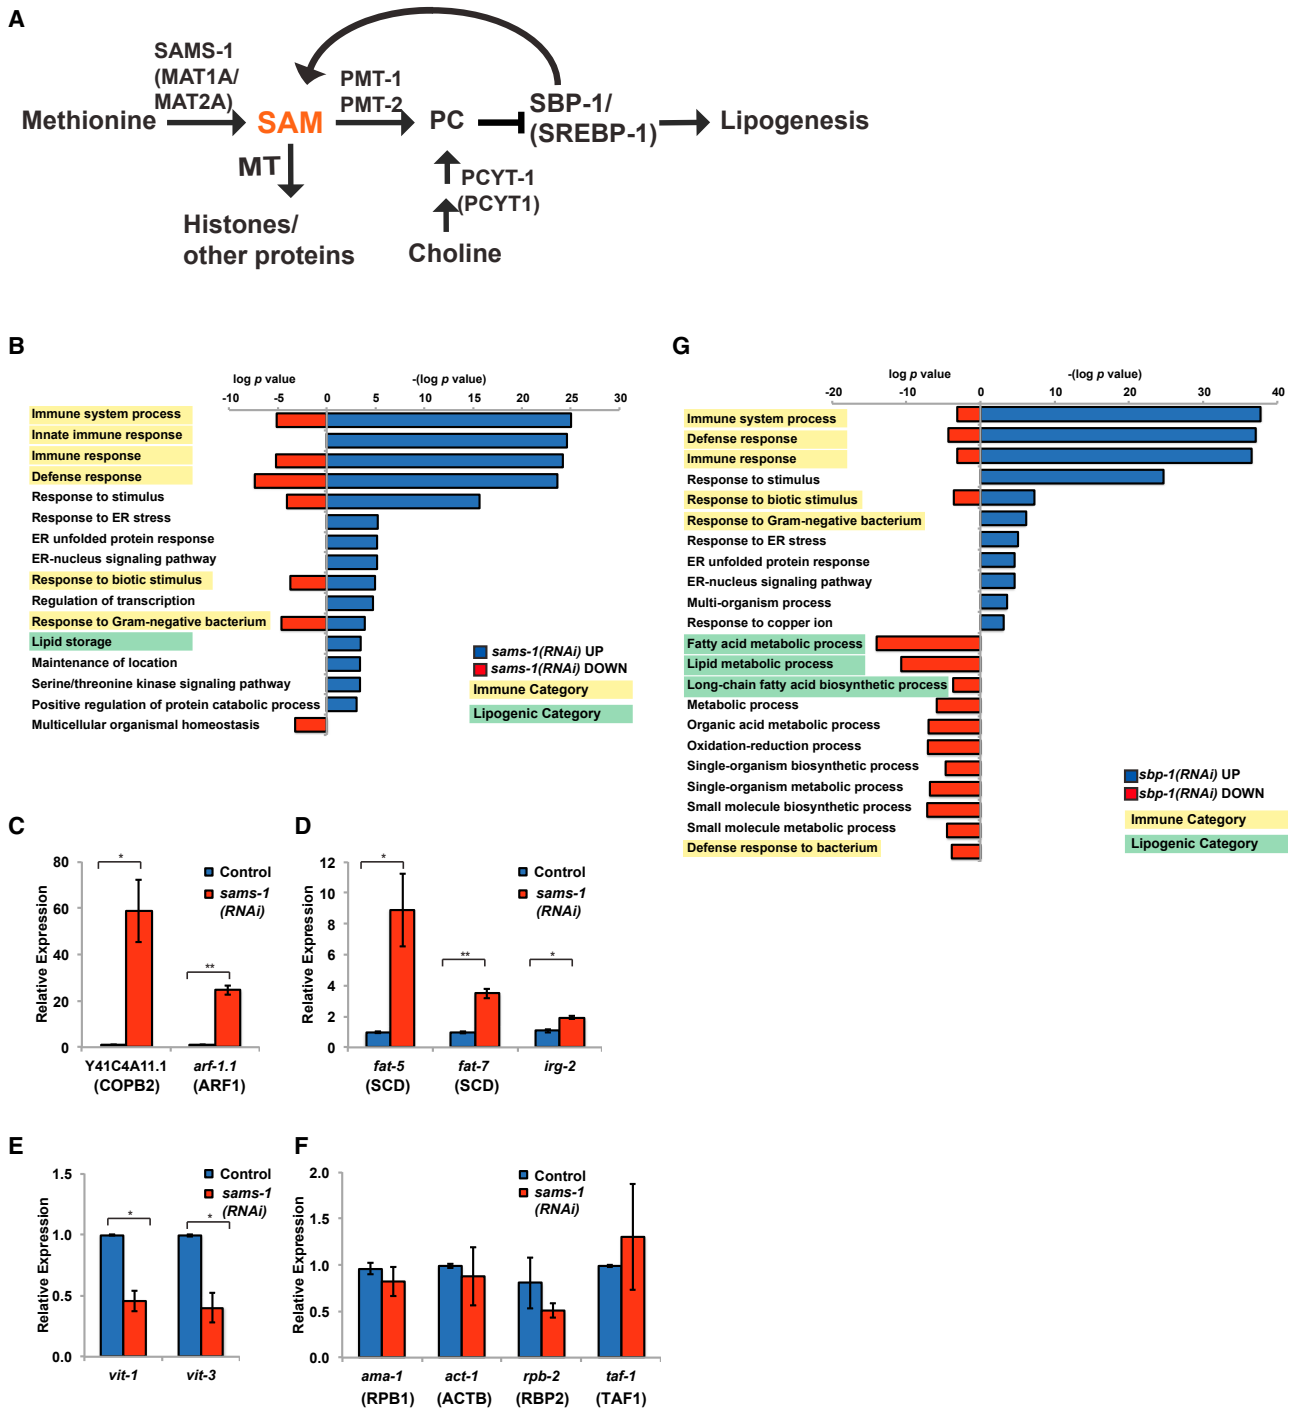 A
SAMS-1
(MAT1A/
MAT2A)
Methionine
SAM
PMT-1
PMT-2
PC
SBP-1/
(SREBP-1)
Lipogenesis
MT
Histones/
other proteins
PCYT-1
(PCYT1)
Choline
B
log p value
-(log p value)
-10 -5 0 5 10 15 20 25 30
Immune system process
Innate immune response
Immune response
Defense response
Response to stimulus
Response to ER stress
ER unfolded protein response
ER-nucleus signaling pathway
Response to biotic stimulus
Regulation of transcription
Response to Gram-negative bacterium
Lipid storage
Maintenance of location
Serine/threonine kinase signaling pathway
Positive regulation of protein catabolic process
Multicellular organismal homeostasis
sams-1(RNAi) UP
sams-1(RNAi) DOWN
Immune Category
Lipogenic Category
G
log p value
-(log p value)
-20 -10 0 10 20 30 40
Immune system process
Defense response
Immune response
Response to stimulus
Response to biotic stimulus
Response to Gram-negative bacterium
Response to ER stress
ER unfolded protein response
ER-nucleus signaling pathway
Multi-organism process
Response to copper ion
Fatty acid metabolic process
Lipid metabolic process
Long-chain fatty acid biosynthetic process
Metabolic process
Organic acid metabolic process
Oxidation-reduction process
Single-organism biosynthetic process
Single-organism metabolic process
Small molecule biosynthetic process
Small molecule metabolic process
Defense response to bacterium
sbp-1(RNAi) UP
sbp-1(RNAi) DOWN
Immune Category
Lipogenic Category
C
Relative Expression
80
60
40
20
0
*
**
Control
sams-1
(RNAi)
Y41C4A11.1
(COPB2)
arf-1.1
(ARF1)
D
Relative Expression
12
10
8
6
4
2
0
*
**
*
Control
sams-1
(RNAi)
fat-5
(SCD)
fat-7
(SCD)
irg-2
E
Relative Expression
1.5
1.0
0.5
0.0
*
*
Control
sams-1
(RNAi)
vit-1
vit-3
F
Relative Expression
2.0
1.5
1.0
0.5
0.0
Control
sams-1
(RNAi)
ama-1
(RPB1)
act-1
(ACTB)
rpb-2
(RBP2)
taf-1
(TAF1)